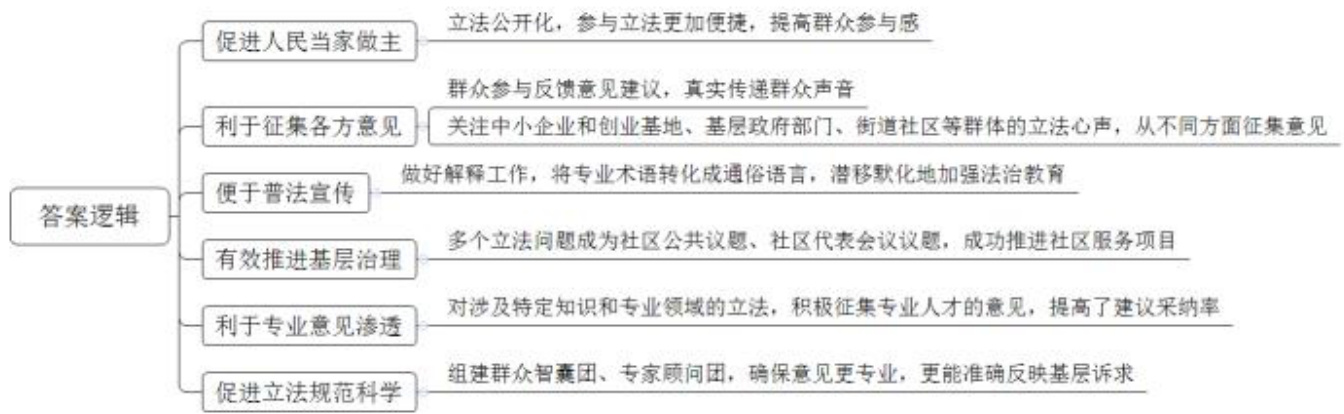 答案逻辑
促进人民当家做主
立法公开化，参与立法更加便捷，提高群众参与感
利于征集各方意见
群众参与反馈意见建议，真实传递群众声音
关注中小企业和创业基地、基层政府部门、街道社区等群体的立法心声，从不同方面征集意见
便于普法宣传
做好解释工作，将专业术语转化成通俗语言，潜移默化地加强法治教育
有效推进基层治理
多个立法问题成为社区公共议题、社区代表会议议题，成功推进社区服务项目
利于专业意见渗透
对涉及特定知识和专业领域的立法，积极征集专业人才的意见，提高了建议采纳率
促进立法规范科学
组建群众智囊团、专家顾问团，确保意见更专业，更能准确反映基层诉求